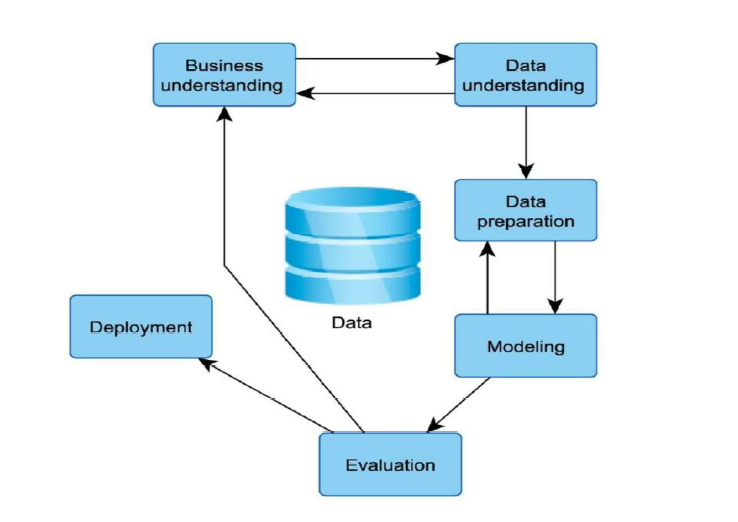 Business
understanding
Data
understanding
Data
preparation
Data
Deployment
Modeling
Evaluation